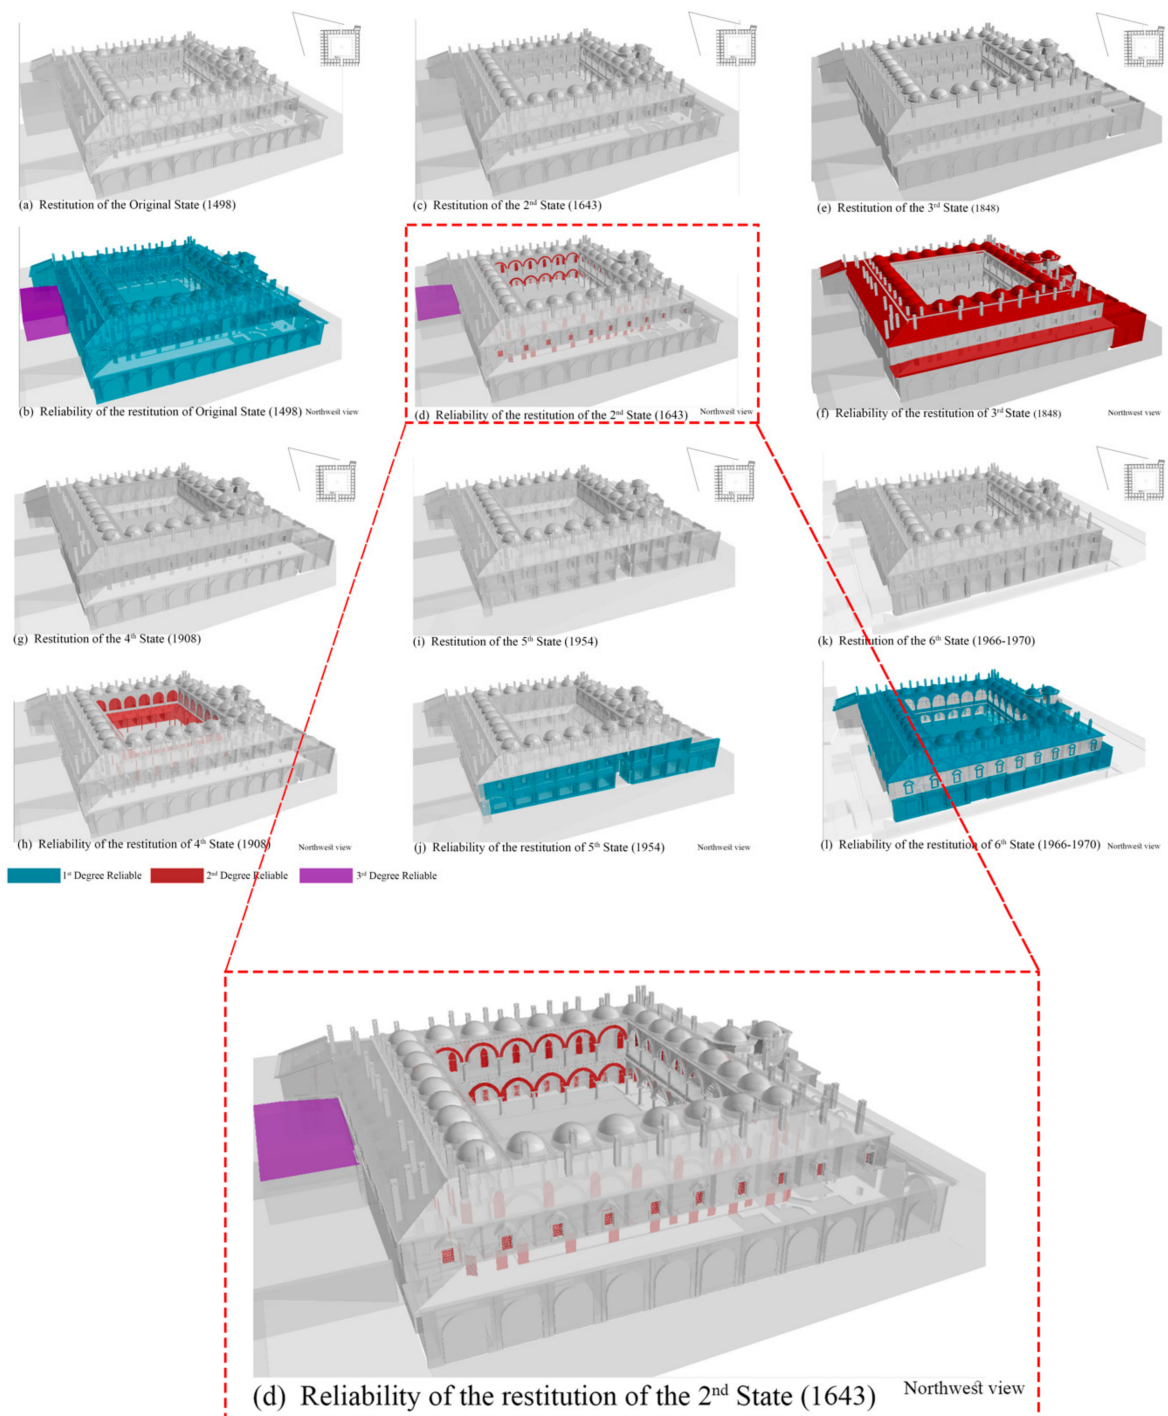 (a) Restitution of the Original State (1498)
(c) Restitution of the 2nd State (1643)
(e) Restitution of the 3rd State (1848)
(b) Reliability of the restitution of Original State (1498) Northwest view
(d) Reliability of the restitution of the 2nd State (1643) Northwest view
(f) Reliability of the restitution of 3rd State (1848) Northwest view
(g) Restitution of the 4th State (1908)
(i) Restitution of the 5th State (1954)
(k) Restitution of the 6th State (1966-1970)
(h) Reliability of the restitution of 4th State (1908) Northwest view
(j) Reliability of the restitution of 5th State (1954) Northwest view
(l) Reliability of the restitution of 6th State (1966-1970) Northwest view
1st Degree Reliable 2nd Degree Reliable 3rd Degree Reliable
(d) Reliability of the restitution of the 2nd State (1643) Northwest view